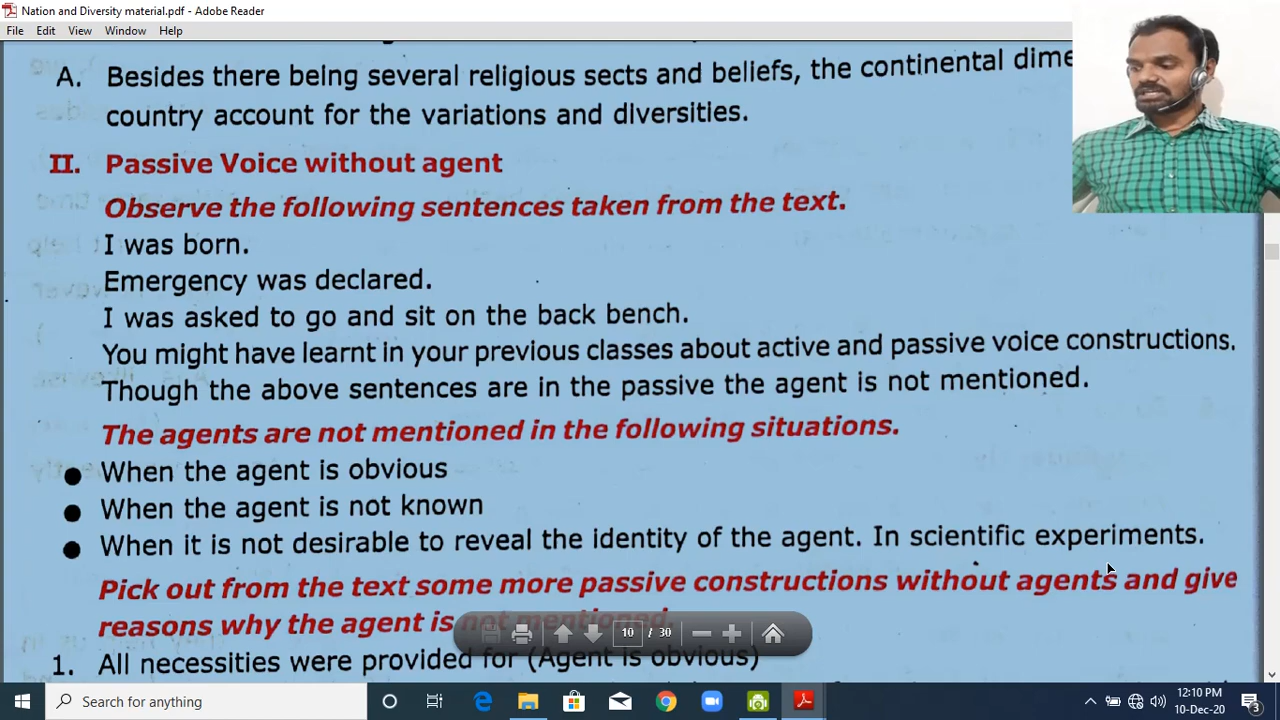 Nation and Diversity material.pdf - Adobe Reader
File Edit View Window Help
A. Besides there being several religious sects and beliefs, the continental dime
country account for the variations and diversities.
II. Passive Voice without agent
Observe the following sentences taken from the text.
I was born.
Emergency was declared.
I was asked to go and sit on the back bench.
You might have learnt in your previous classes about active and passive voice constructions.
Though the above sentences are in the passive the agent is not mentioned.
The agents are not mentioned in the following situations.
● When the agent is obvious
● When the agent is not known
● When it is not desirable to reveal the identity of the agent. In scientific experiments.
Pick out from the text some more passive constructions without agents and give
reasons why the agent is not mentioned.
10 / 30
1. All necessities were provided for (Agent is obvious)
Search for anything
12:10 PM
10-Dec-20
3